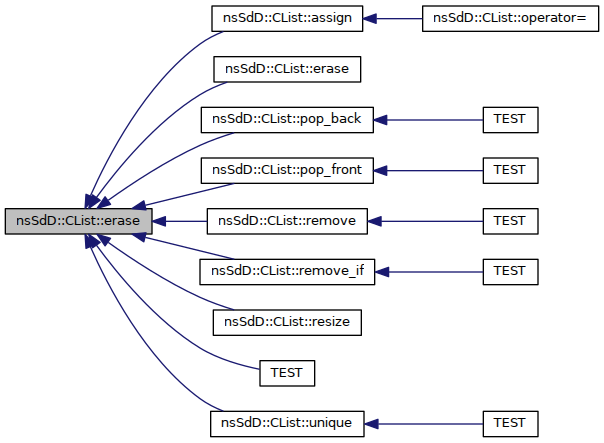 nsSdD::CList::assign
nsSdD::CList::operator=
nsSdD::CList::erase
nsSdD::CList::pop_back
TEST
nsSdD::CList::pop_front
TEST
nsSdD::CList::erase
nsSdD::CList::remove
TEST
nsSdD::CList::remove_if
TEST
nsSdD::CList::resize
TEST
nsSdD::CList::unique
TEST